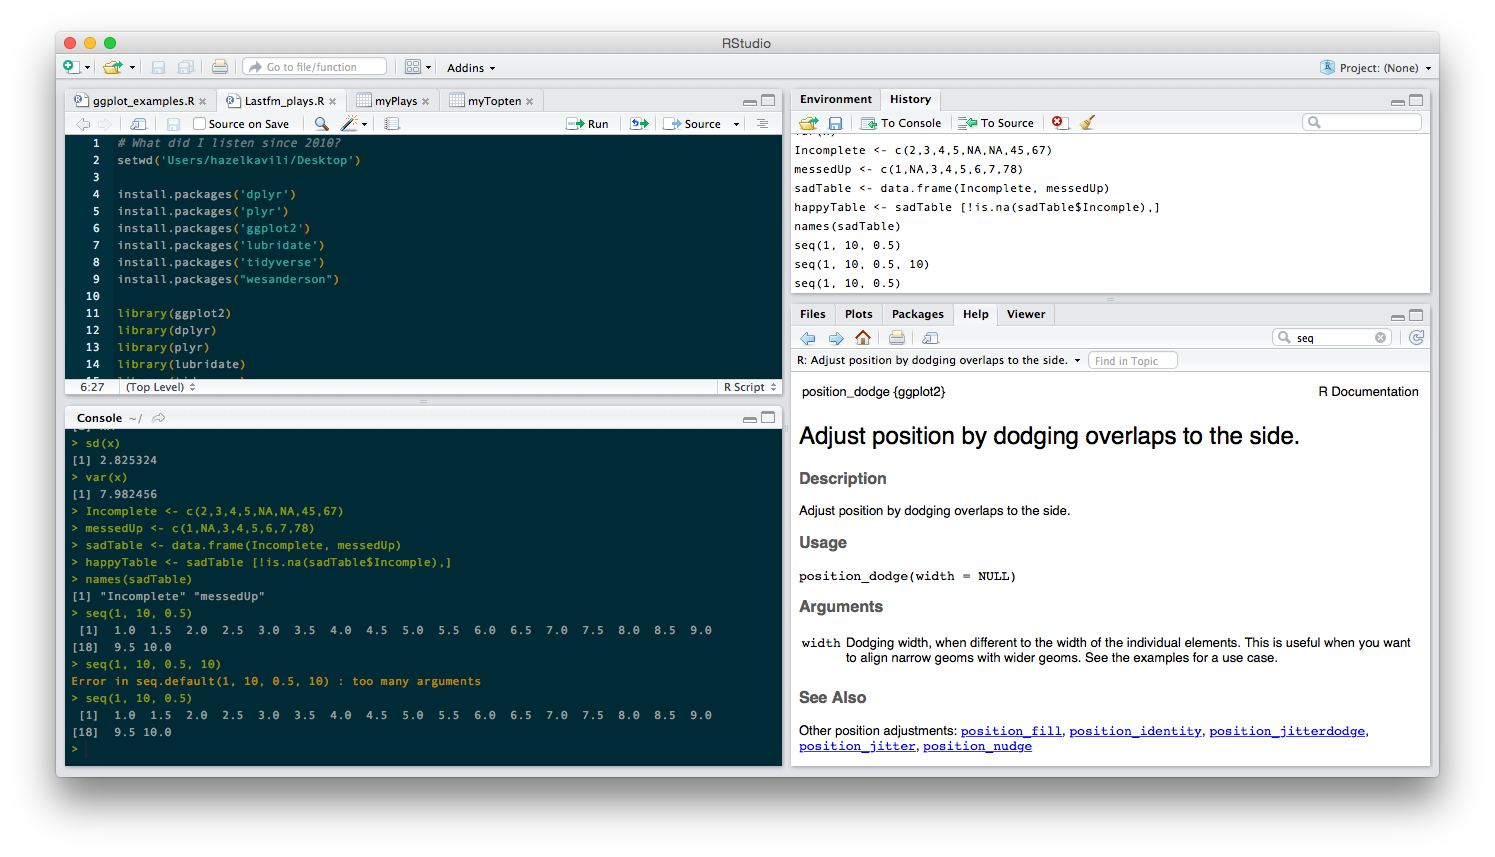 RStudio
Go to file/function
Addins
Project: (None)
ggplot_examples.R
Lastfm_plays.R
myPlays
myTopten
Source on Save
Run
Source
1 # What did I listen since 2010?
2 setwd('Users/hazelkavili/Desktop')
3
4 install.packages('dplyr')
5 install.packages('plyr')
6 install.packages('ggplot2')
7 install.packages('lubridate')
8 install.packages('tidyverse')
9 install.packages("wesanderson")
10
11 library(ggplot2)
12 library(dplyr)
13 library(plyr)
14 library(lubridate)
6:27 (Top Level) R Script
Console ~/
> sd(x)
[1] 2.825324
> var(x)
[1] 7.982456
> Incomplete <- c(2,3,4,5,NA,NA,45,67)
> messedUp <- c(1,NA,3,4,5,6,7,78)
> sadTable <- data.frame(Incomplete, messedUp)
> happyTable <- sadTable [!is.na(sadTable$Incomple),]
> names(sadTable)
[1] "Incomplete" "messedUp"
> seq(1, 10, 0.5)
[1] 1.0 1.5 2.0 2.5 3.0 3.5 4.0 4.5 5.0 5.5 6.0 6.5 7.0 7.5 8.0 8.5 9.0
[18] 9.5 10.0
> seq(1, 10, 0.5, 10)
Error in seq.default(1, 10, 0.5, 10) : too many arguments
> seq(1, 10, 0.5)
[1] 1.0 1.5 2.0 2.5 3.0 3.5 4.0 4.5 5.0 5.5 6.0 6.5 7.0 7.5 8.0 8.5 9.0
[18] 9.5 10.0
>
Environment History
To Console To Source
Incomplete <- c(2,3,4,5,NA,NA,45,67)
messedUp <- c(1,NA,3,4,5,6,7,78)
sadTable <- data.frame(Incomplete, messedUp)
happyTable <- sadTable [!is.na(sadTable$Incomple),]
names(sadTable)
seq(1, 10, 0.5)
seq(1, 10, 0.5, 10)
seq(1, 10, 0.5)
Files Plots Packages Help Viewer
seq
R: Adjust position by dodging overlaps to the side. Find in Topic
position_dodge {ggplot2} R Documentation
Adjust position by dodging overlaps to the side.
Description
Adjust position by dodging overlaps to the side.
Usage
position_dodge(width = NULL)
Arguments
width Dodging width, when different to the width of the individual elements. This is useful when you want
to align narrow geoms with wider geoms. See the examples for a use case.
See Also
Other position adjustments: position_fill, position_identity, position_jitterdodge,
position_jitter, position_nudge